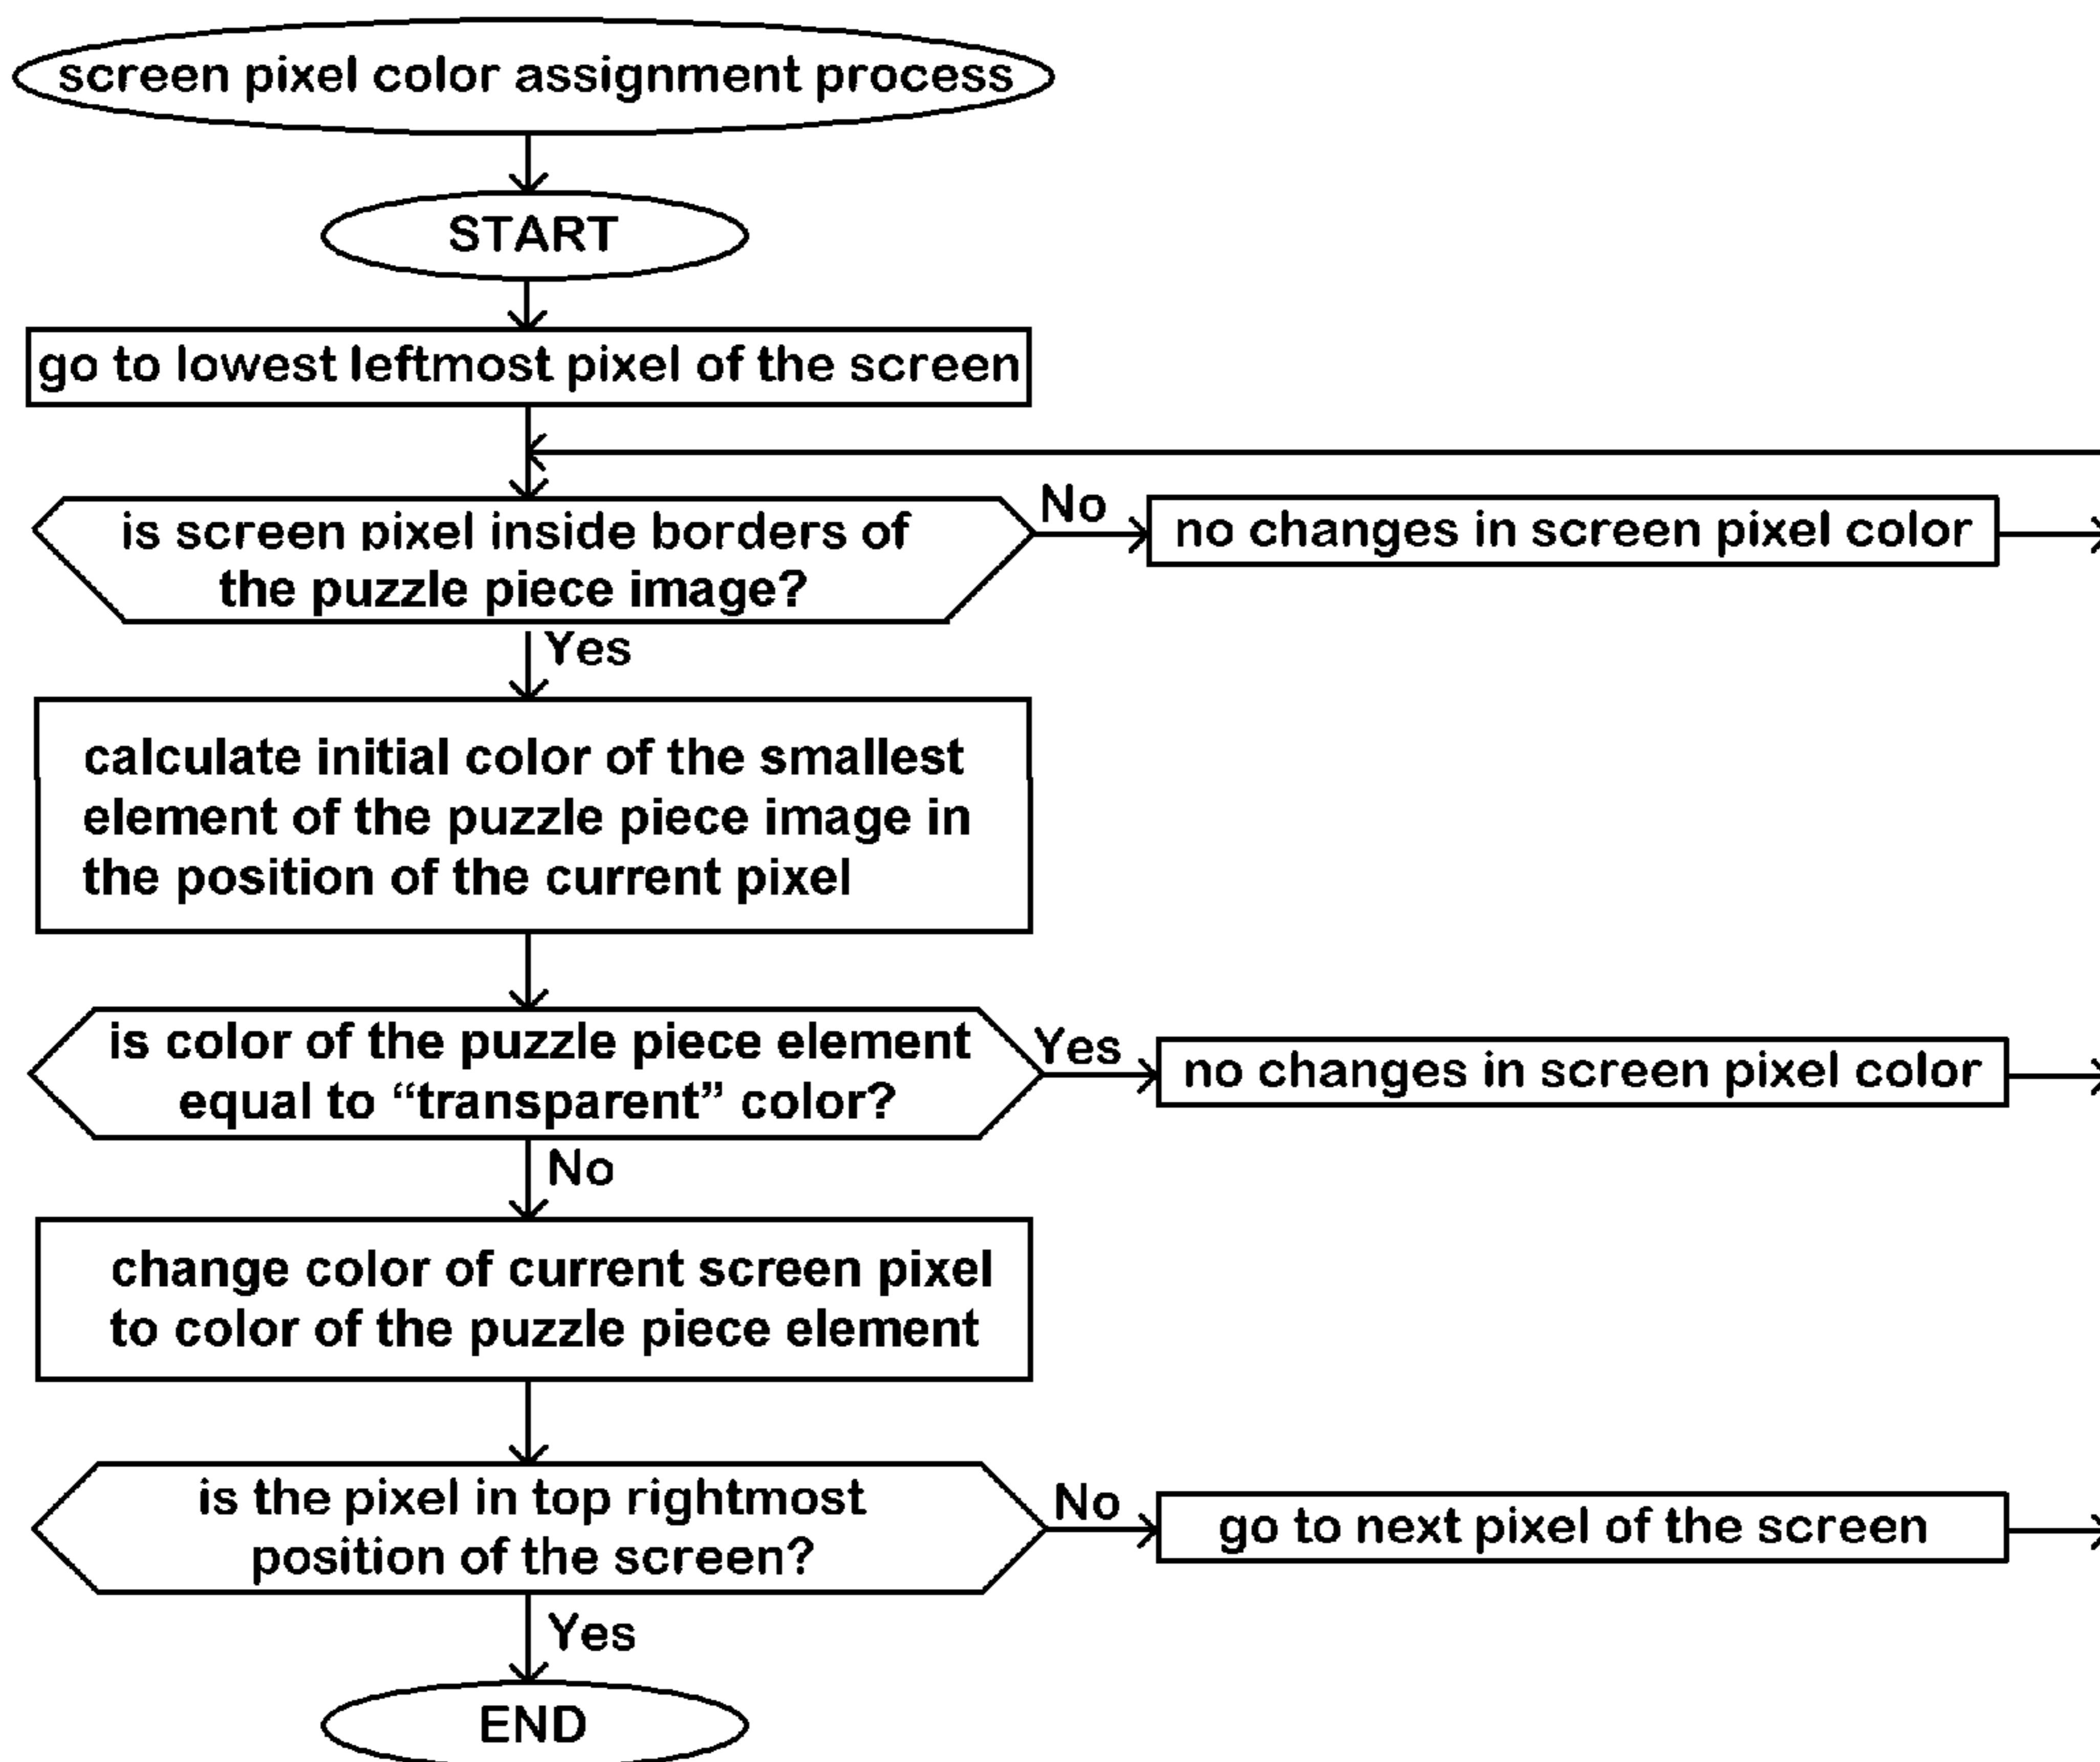 screen pixel color assignment process
START
go to lowest leftmost pixel of the screen
is screen pixel inside borders of
the puzzle piece image?
No
no changes in screen pixel color
Yes
calculate initial color of the smallest
element of the puzzle piece image in
the position of the current pixel
is color of the puzzle piece element
equal to “transparent” color?
Yes
no changes in screen pixel color
No
change color of current screen pixel
to color of the puzzle piece element
is the pixel in top rightmost
position of the screen?
No
go to next pixel of the screen
Yes
END